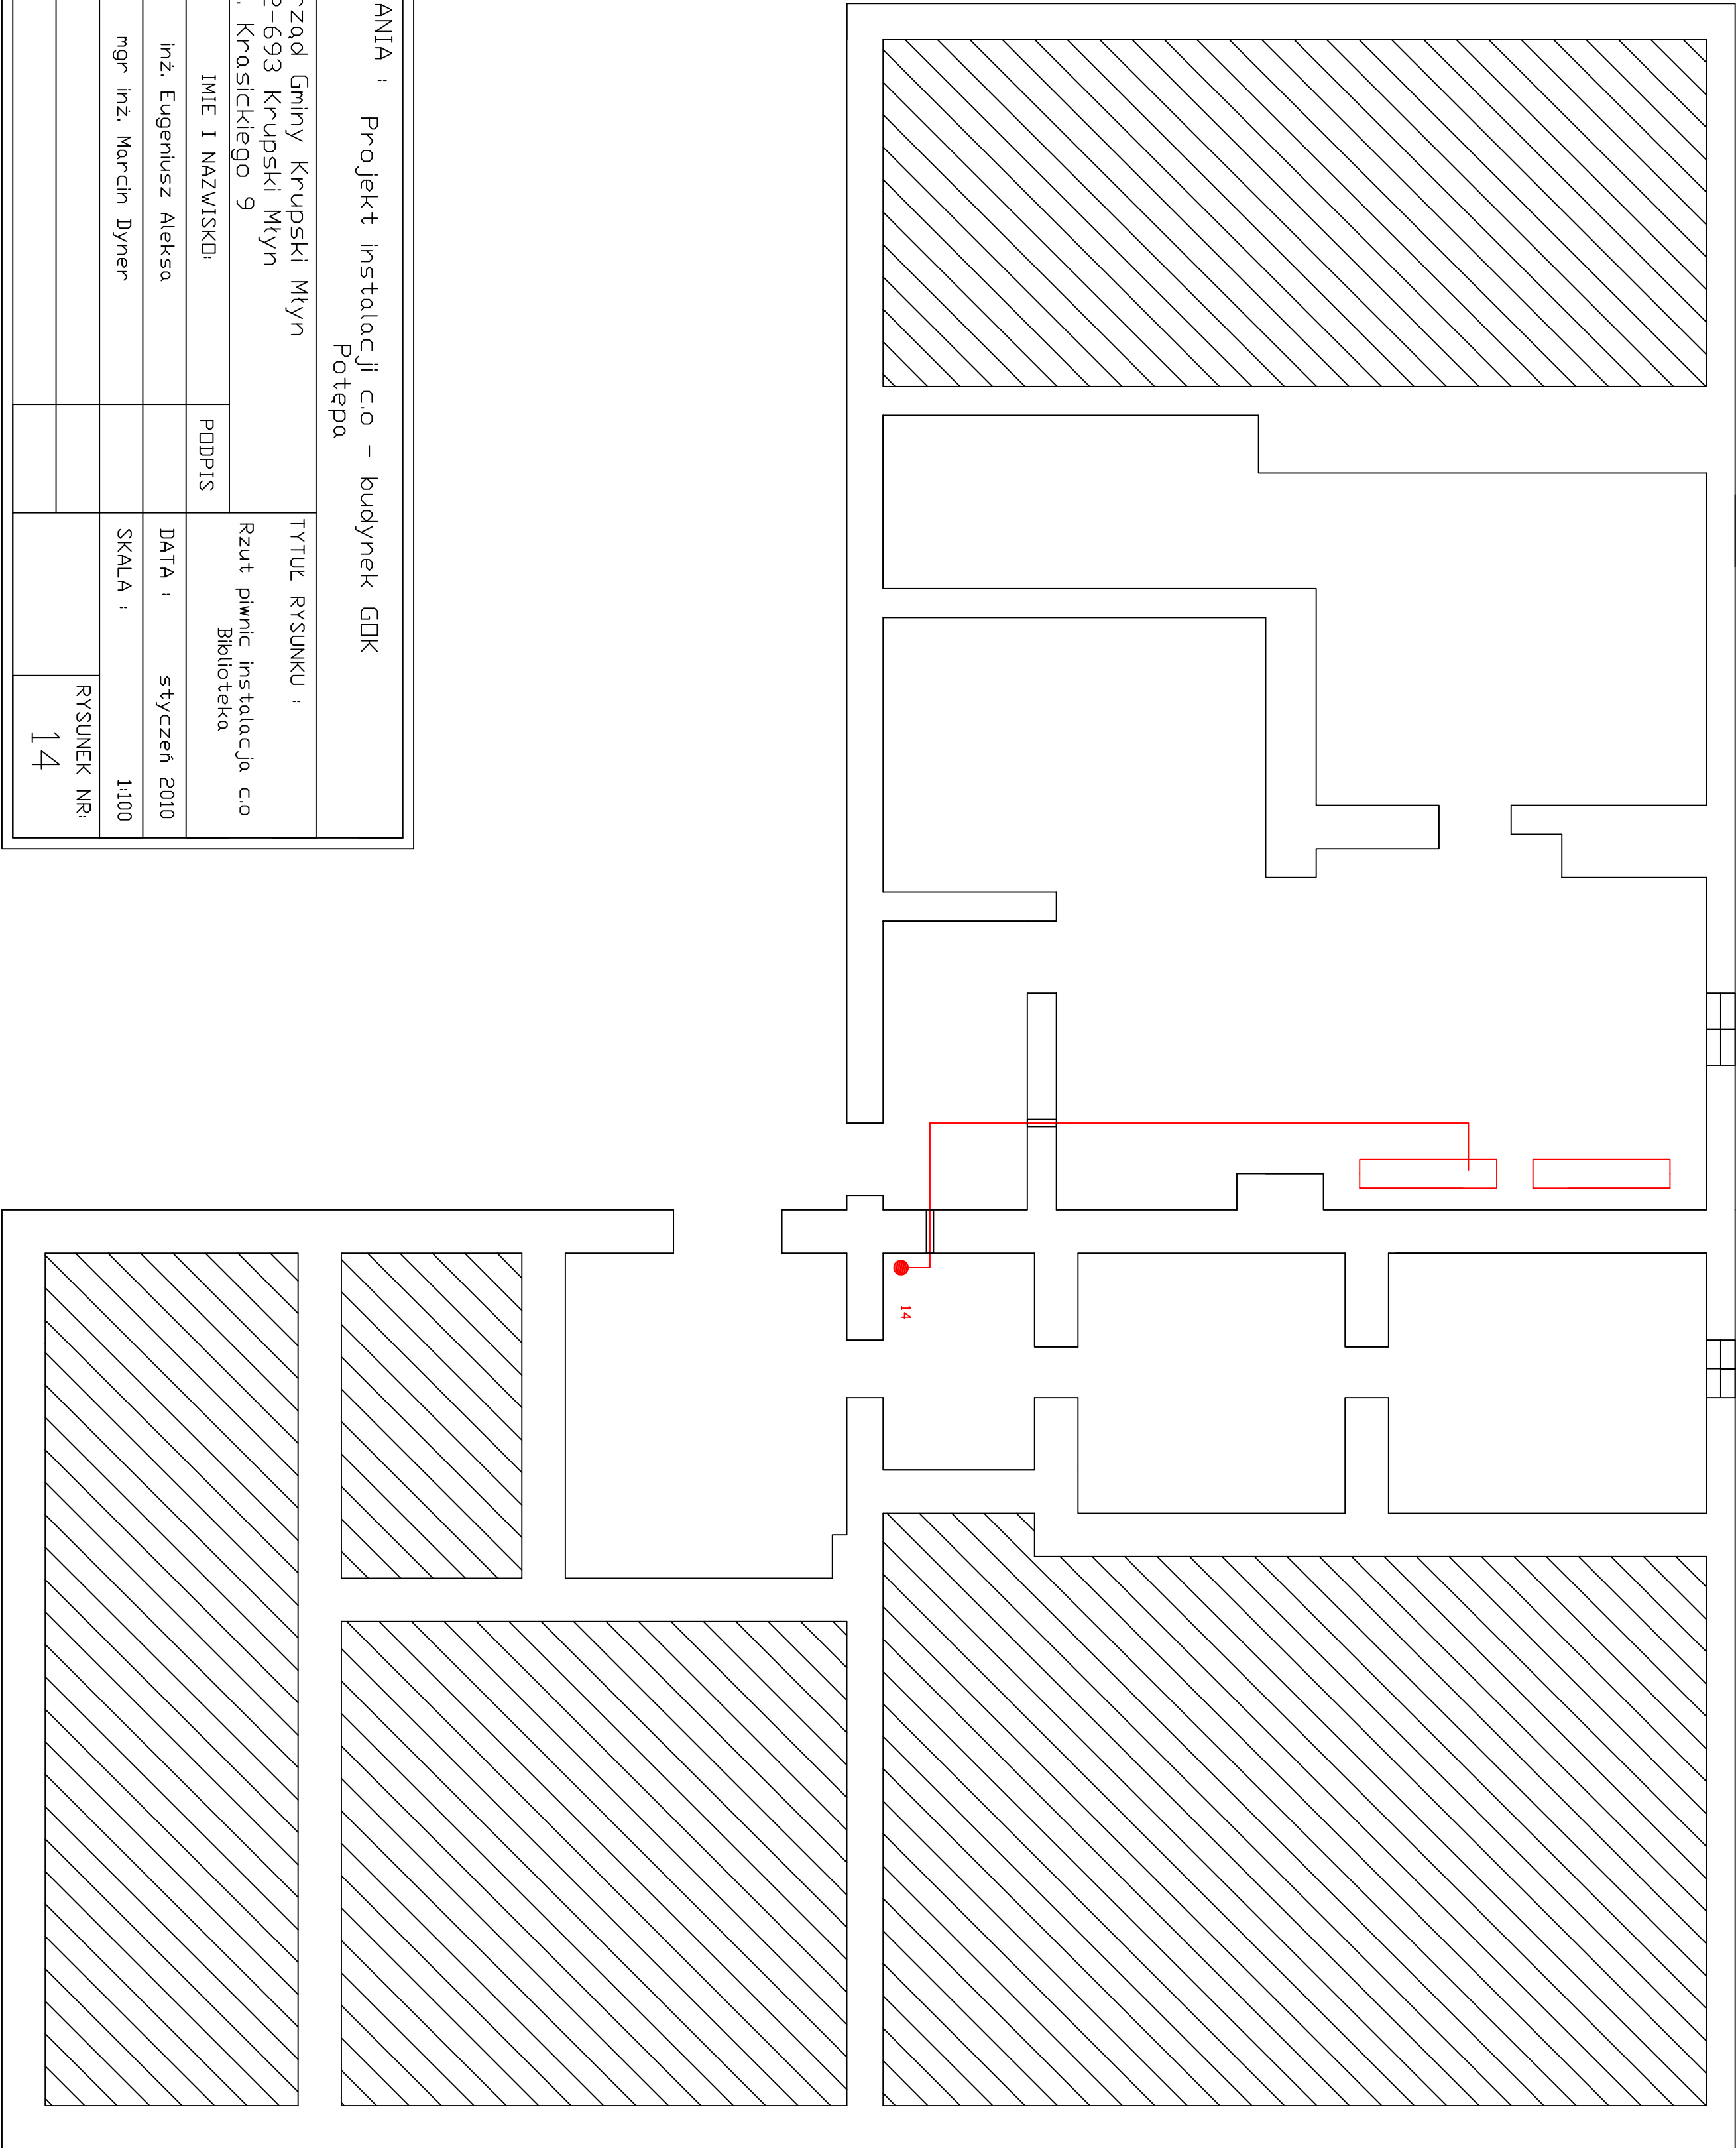 ANIA :
Projekt instalacji c.o - budynek GOK
Potępa
rząd Gminy Krupski Młyn
2-693 Krupski Młyn
. Krasickiego 9
TYTUŁ RYSUNKU :
Rzut piwnic instalacja c.o
Biblioteka
IMIE I NAZWISKO:
PODPIS
inż. Eugeniusz Aleksa
DATA : styczeń 2010
mgr inż. Marcin Dyner
SKALA : 1:100
RYSUNEK NR:
14
14